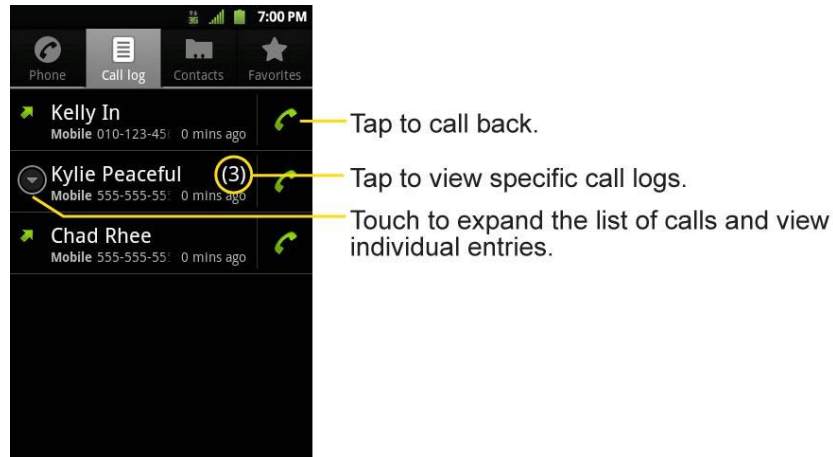 3G 7:00 PM
Phone Call log Contacts Favorites
Kelly In
Mobile 010-123-45 0 mins ago
Tap to call back.
Kylie Peaceful (3)
Mobile 555-555-55 0 mins ago
Tap to view specific call logs.
Touch to expand the list of calls and view
individual entries.
Chad Rhee
Mobile 555-555-55 0 mins ago